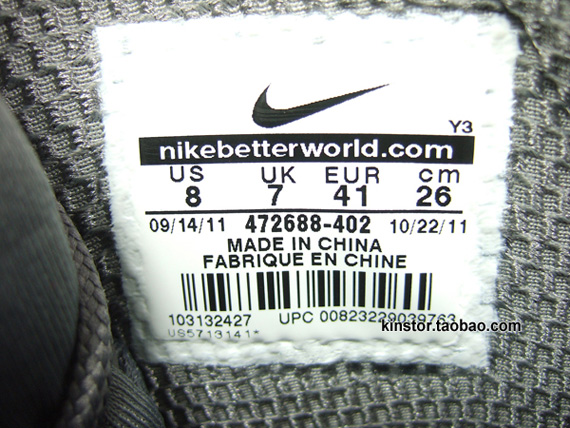 Y3
nikebetterworld.com
US UK EUR cm
8 7 41 26
09/14/11 472688-402 10/22/11
MADE IN CHINA
FABRIQUE EN CHINE
103132427 UPC 00823229039763
US5713141*
kinstor.taobao.com